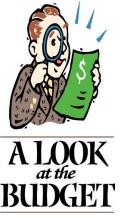 $
A LOOK
at the
BUDGET